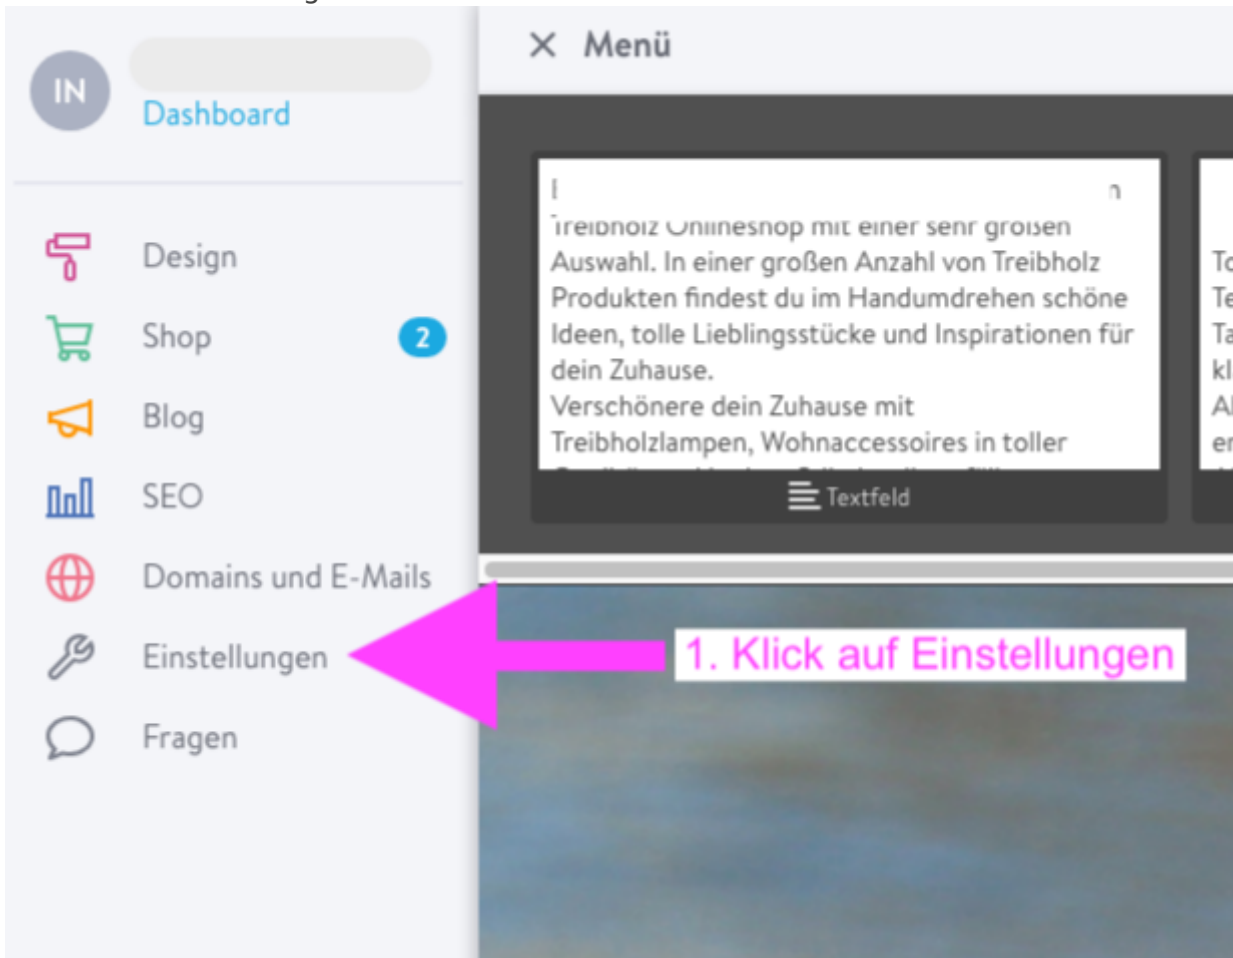 IN
Dashboard
× Menü
Design
Shop 2
Blog
SEO
Domains und E-Mails
Einstellungen
Fragen
Treibholz Onlineshop mit einer sehr großen
Auswahl. In einer großen Anzahl von Treibholz
Produkten findest du im Handumdrehen schöne
Ideen, tolle Lieblingsstücke und Inspirationen für
dein Zuhause.
Verschönere dein Zuhause mit
Treibholzlampen, Wohnaccessoires in toller
Textfeld
1. Klick auf Einstellungen